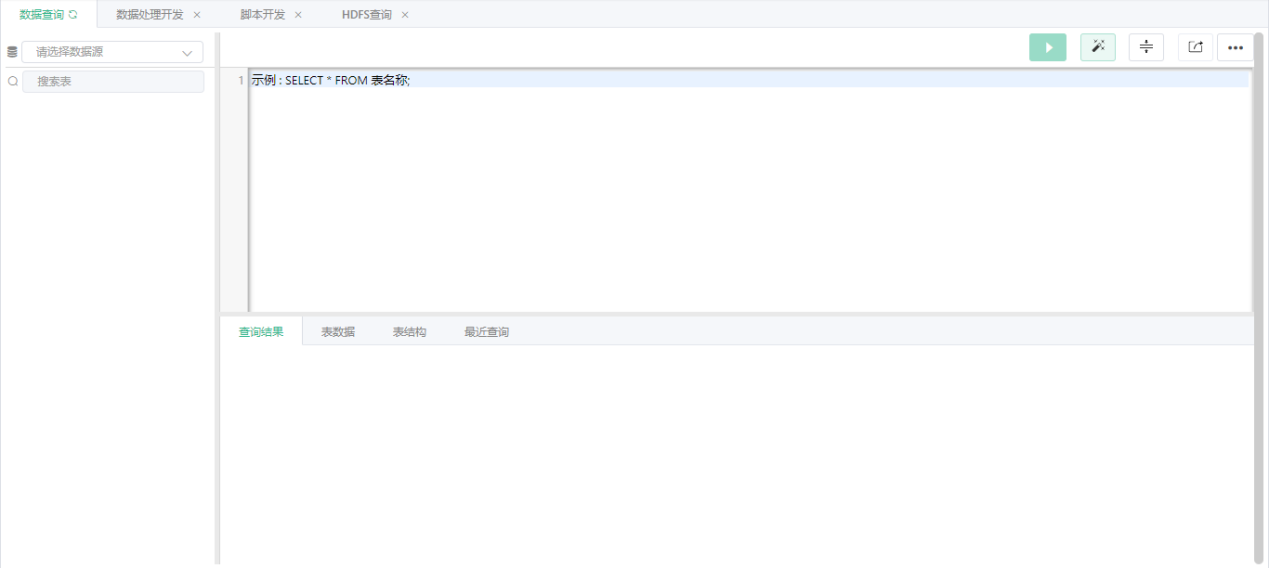 数据查询 数据处理开发 脚本开发 HDFS查询
请选择数据源
搜索表
1 示例 : SELECT * FROM 表名称;
查询结果 表数据 表结构 最近查询